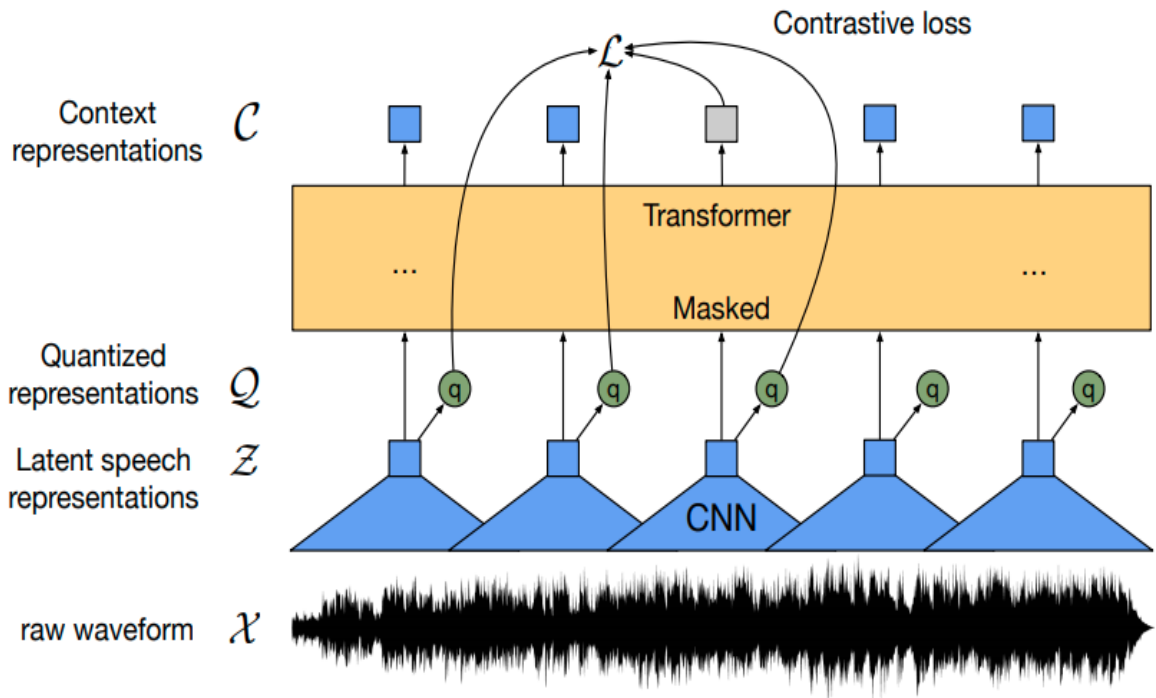 Contrastive loss
ℒ
Context
representations 𝒞
Transformer
... ...
Masked
Quantized
representations 𝒬
q q q q q
Latent speech
representations 𝒵
CNN
raw waveform 𝒳